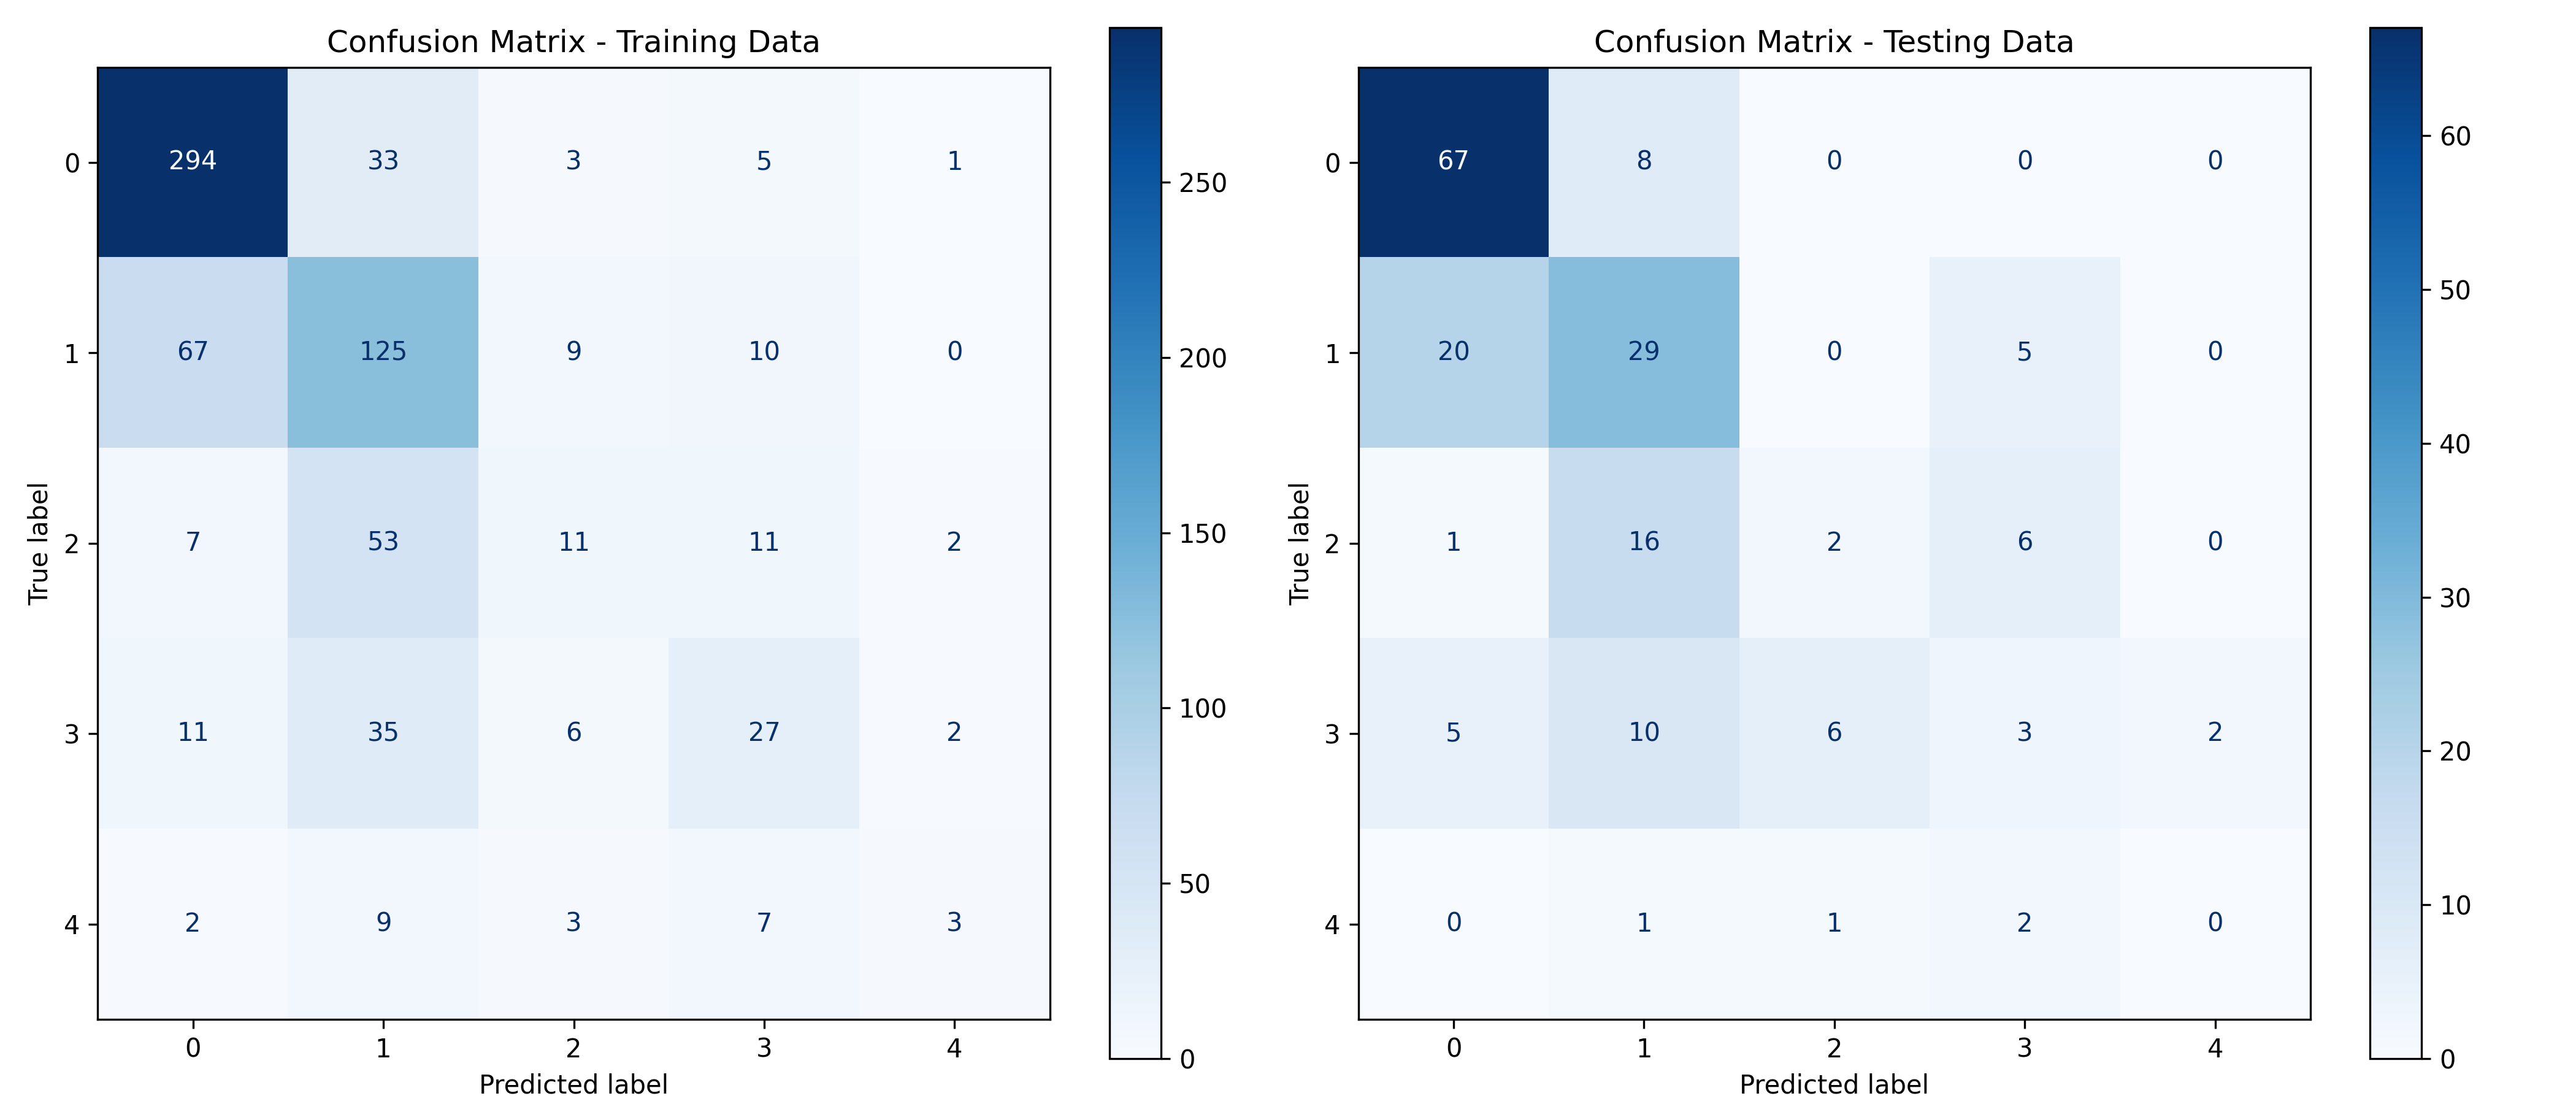 Confusion Matrix - Training Data
True label
0 294 33 3 5 1
1 67 125 9 10 0
2 7 53 11 11 2
3 11 35 6 27 2
4 2 9 3 7 3
0 1 2 3 4
Predicted label
250
200
150
100
50
0
Confusion Matrix - Testing Data
True label
0 67 8 0 0 0
1 20 29 0 5 0
2 1 16 2 6 0
3 5 10 6 3 2
4 0 1 1 2 0
0 1 2 3 4
Predicted label
60
50
40
30
20
10
0